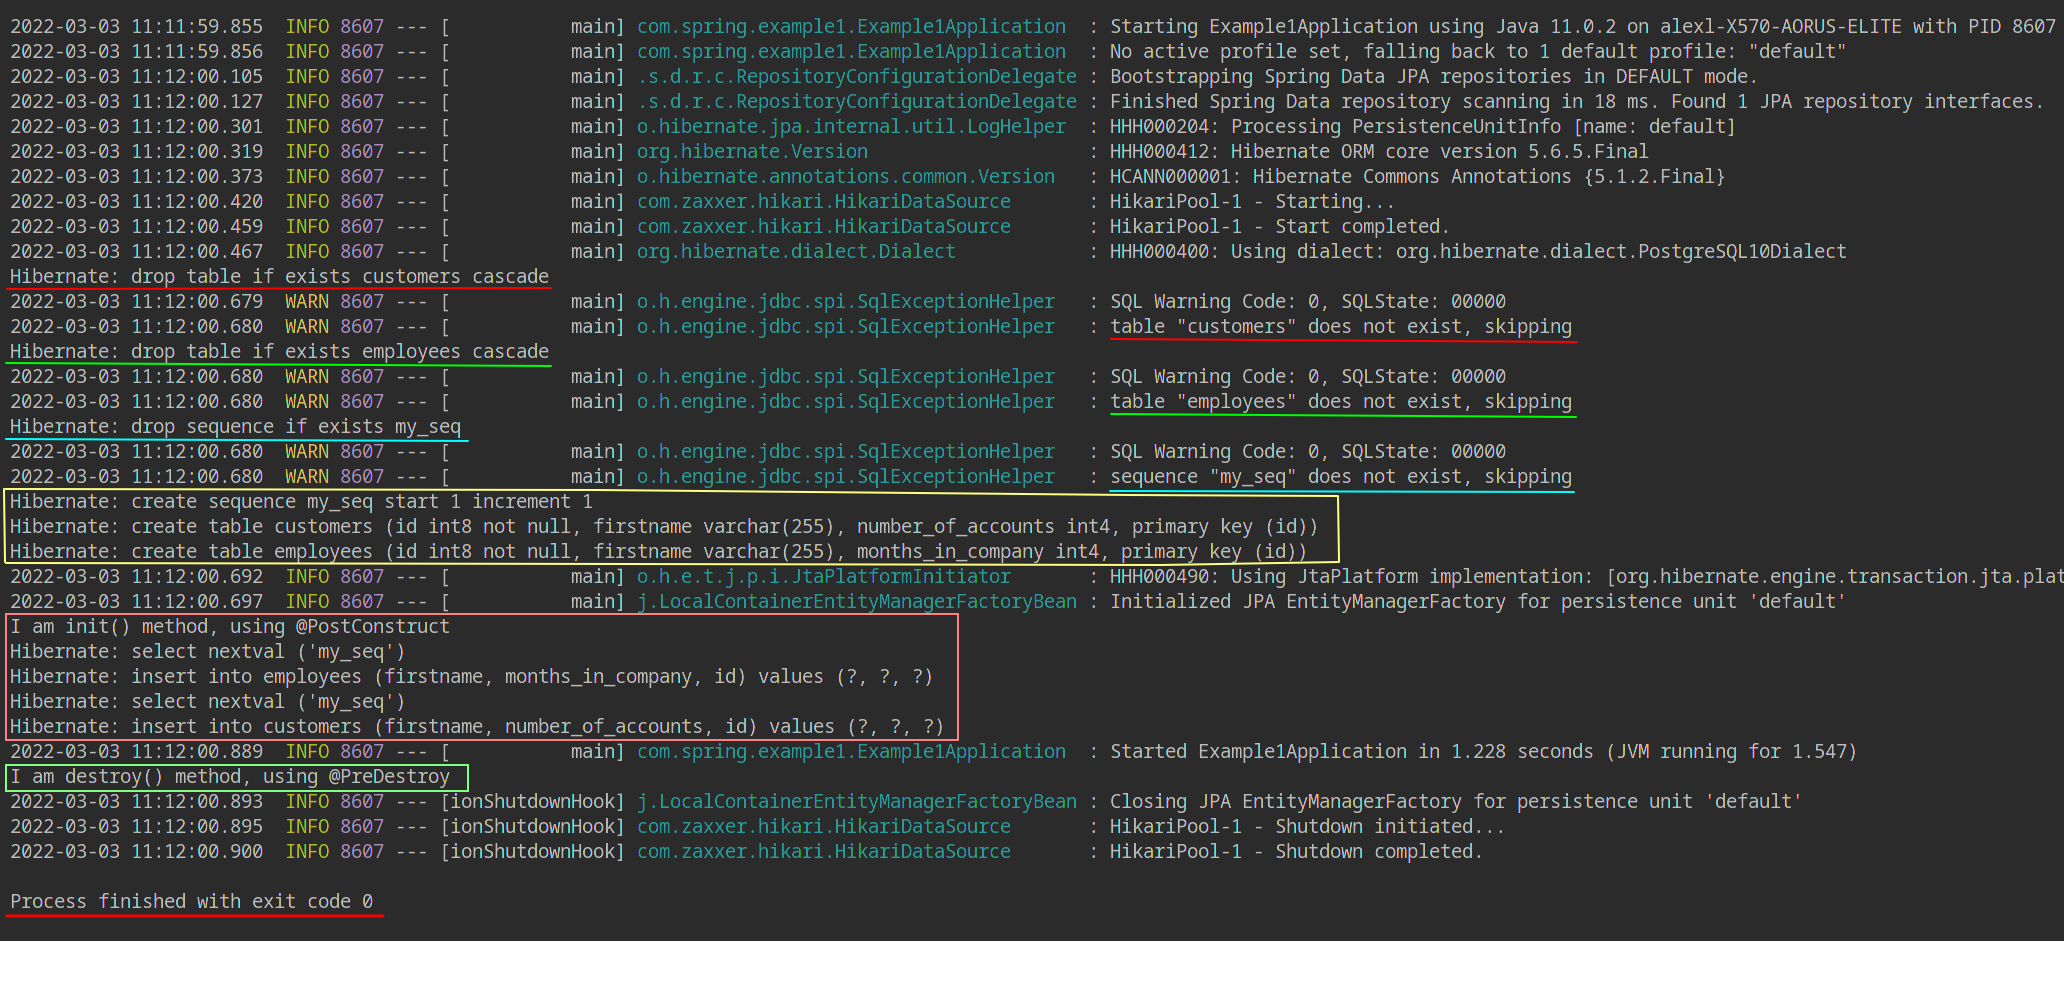 2022-03-03 11:11:59.855  INFO 8607 --- [           main] com.spring.example1.Example1Application  : Starting Example1Application using Java 11.0.2 on alexl-X570-AORUS-ELITE with PID 8607
2022-03-03 11:11:59.856  INFO 8607 --- [           main] com.spring.example1.Example1Application  : No active profile set, falling back to 1 default profile: "default"
2022-03-03 11:12:00.105  INFO 8607 --- [           main] .s.d.r.c.RepositoryConfigurationDelegate : Bootstrapping Spring Data JPA repositories in DEFAULT mode.
2022-03-03 11:12:00.127  INFO 8607 --- [           main] .s.d.r.c.RepositoryConfigurationDelegate : Finished Spring Data repository scanning in 18 ms. Found 1 JPA repository interfaces.
2022-03-03 11:12:00.301  INFO 8607 --- [           main] o.hibernate.jpa.internal.util.LogHelper  : HHH000204: Processing PersistenceUnitInfo [name: default]
2022-03-03 11:12:00.319  INFO 8607 --- [           main] org.hibernate.Version                    : HHH000412: Hibernate ORM core version 5.6.5.Final
2022-03-03 11:12:00.373  INFO 8607 --- [           main] o.hibernate.annotations.common.Version   : HCANN000001: Hibernate Commons Annotations {5.1.2.Final}
2022-03-03 11:12:00.420  INFO 8607 --- [           main] com.zaxxer.hikari.HikariDataSource       : HikariPool-1 - Starting...
2022-03-03 11:12:00.459  INFO 8607 --- [           main] com.zaxxer.hikari.HikariDataSource       : HikariPool-1 - Start completed.
2022-03-03 11:12:00.467  INFO 8607 --- [           main] org.hibernate.dialect.Dialect            : HHH000400: Using dialect: org.hibernate.dialect.PostgreSQL10Dialect
Hibernate: drop table if exists customers cascade
2022-03-03 11:12:00.679  WARN 8607 --- [           main] o.h.engine.jdbc.spi.SqlExceptionHelper   : SQL Warning Code: 0, SQLState: 00000
2022-03-03 11:12:00.680  WARN 8607 --- [           main] o.h.engine.jdbc.spi.SqlExceptionHelper   : table "customers" does not exist, skipping
Hibernate: drop table if exists employees cascade
2022-03-03 11:12:00.680  WARN 8607 --- [           main] o.h.engine.jdbc.spi.SqlExceptionHelper   : SQL Warning Code: 0, SQLState: 00000
2022-03-03 11:12:00.680  WARN 8607 --- [           main] o.h.engine.jdbc.spi.SqlExceptionHelper   : table "employees" does not exist, skipping
Hibernate: drop sequence if exists my_seq
2022-03-03 11:12:00.680  WARN 8607 --- [           main] o.h.engine.jdbc.spi.SqlExceptionHelper   : SQL Warning Code: 0, SQLState: 00000
2022-03-03 11:12:00.680  WARN 8607 --- [           main] o.h.engine.jdbc.spi.SqlExceptionHelper   : sequence "my_seq" does not exist, skipping
Hibernate: create sequence my_seq start 1 increment 1
Hibernate: create table customers (id int8 not null, firstname varchar(255), number_of_accounts int4, primary key (id))
Hibernate: create table employees (id int8 not null, firstname varchar(255), months_in_company int4, primary key (id))
2022-03-03 11:12:00.692  INFO 8607 --- [           main] o.h.e.t.j.p.i.JtaPlatformInitiator       : HHH000490: Using JtaPlatform implementation: [org.hibernate.engine.transaction.jta.plat
2022-03-03 11:12:00.697  INFO 8607 --- [           main] j.LocalContainerEntityManagerFactoryBean : Initialized JPA EntityManagerFactory for persistence unit 'default'
I am init() method, using @PostConstruct
Hibernate: select nextval ('my_seq')
Hibernate: insert into employees (firstname, months_in_company, id) values (?, ?, ?)
Hibernate: select nextval ('my_seq')
Hibernate: insert into customers (firstname, number_of_accounts, id) values (?, ?, ?)
2022-03-03 11:12:00.889  INFO 8607 --- [           main] com.spring.example1.Example1Application  : Started Example1Application in 1.228 seconds (JVM running for 1.547)
I am destroy() method, using @PreDestroy
2022-03-03 11:12:00.893  INFO 8607 --- [ionShutdownHook] j.LocalContainerEntityManagerFactoryBean : Closing JPA EntityManagerFactory for persistence unit 'default'
2022-03-03 11:12:00.895  INFO 8607 --- [ionShutdownHook] com.zaxxer.hikari.HikariDataSource       : HikariPool-1 - Shutdown initiated...
2022-03-03 11:12:00.900  INFO 8607 --- [ionShutdownHook] com.zaxxer.hikari.HikariDataSource       : HikariPool-1 - Shutdown completed.
Process finished with exit code 0